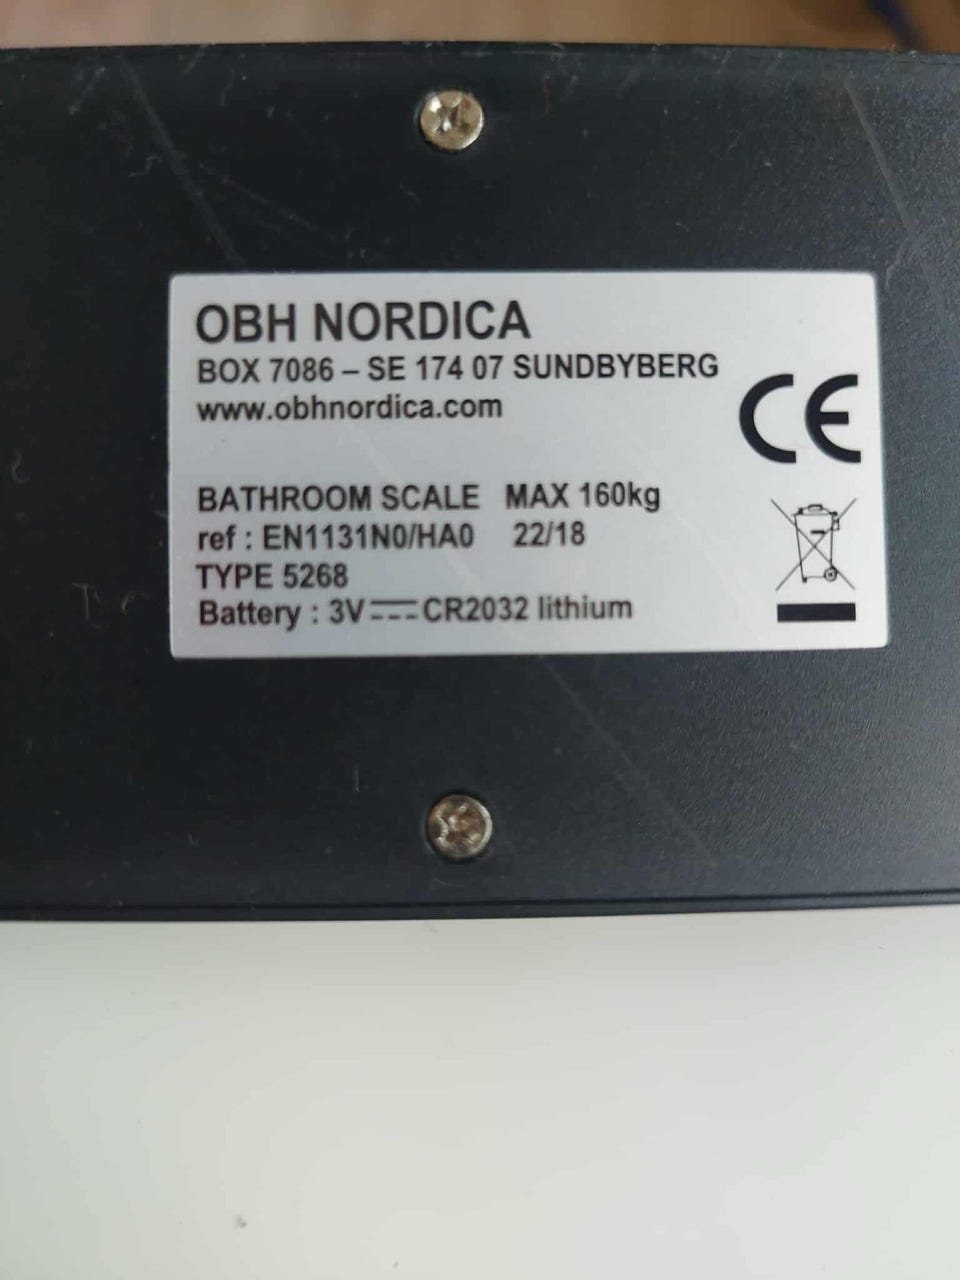 OBH NORDICA
BOX 7086 – SE 174 07 SUNDBYBERG
www.obhnordica.com
CE
BATHROOM SCALE MAX 160kg
ref : EN1131N0/HA0 22/18
TYPE 5268
Battery : 3V⎓CR2032 lithium